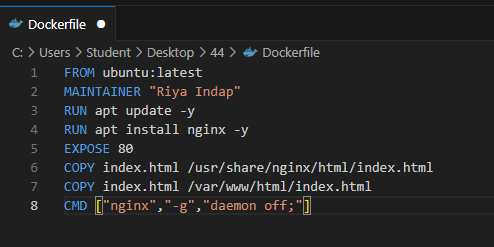 Dockerfile
C: > Users > Student > Desktop > 44 > Dockerfile
1 FROM ubuntu:latest
2 MAINTAINER "Riya Indap"
3 RUN apt update -y
4 RUN apt install nginx -y
5 EXPOSE 80
6 COPY index.html /usr/share/nginx/html/index.html
7 COPY index.html /var/www/html/index.html
8 CMD ["nginx","-g","daemon off;"]